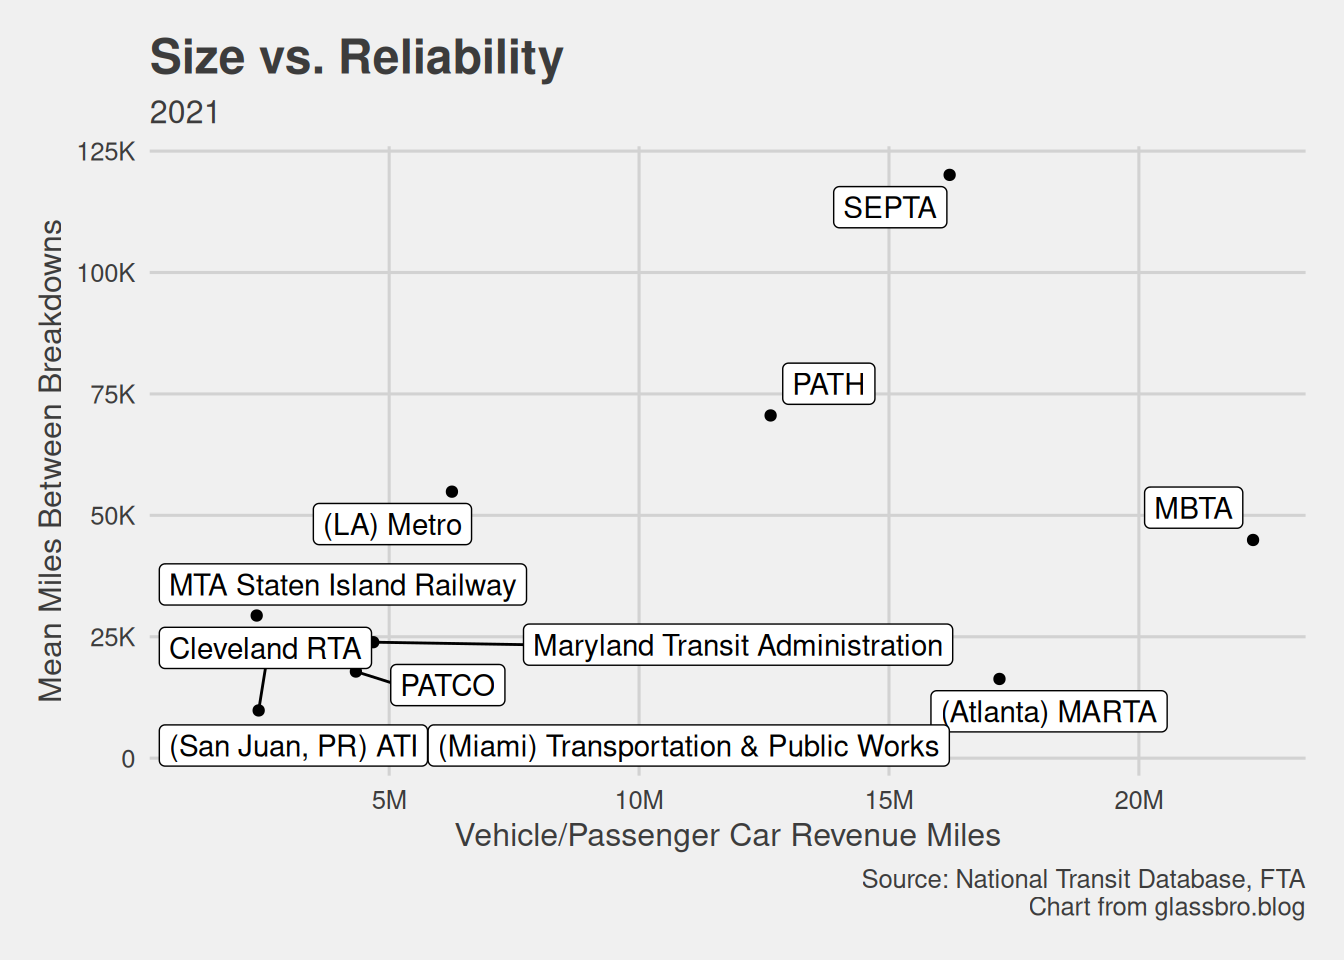 Size vs. Reliability
2021
Mean Miles Between Breakdowns
125K
100K
75K
50K
25K
0
SEPTA
PATH
(LA) Metro
MBTA
MTA Staten Island Railway
Cleveland RTA
Maryland Transit Administration
PATCO
(Atlanta) MARTA
(San Juan, PR) ATI
(Miami) Transportation & Public Works
5M
10M
15M
20M
Vehicle/Passenger Car Revenue Miles
Source: National Transit Database, FTA
Chart from glassbro.blog